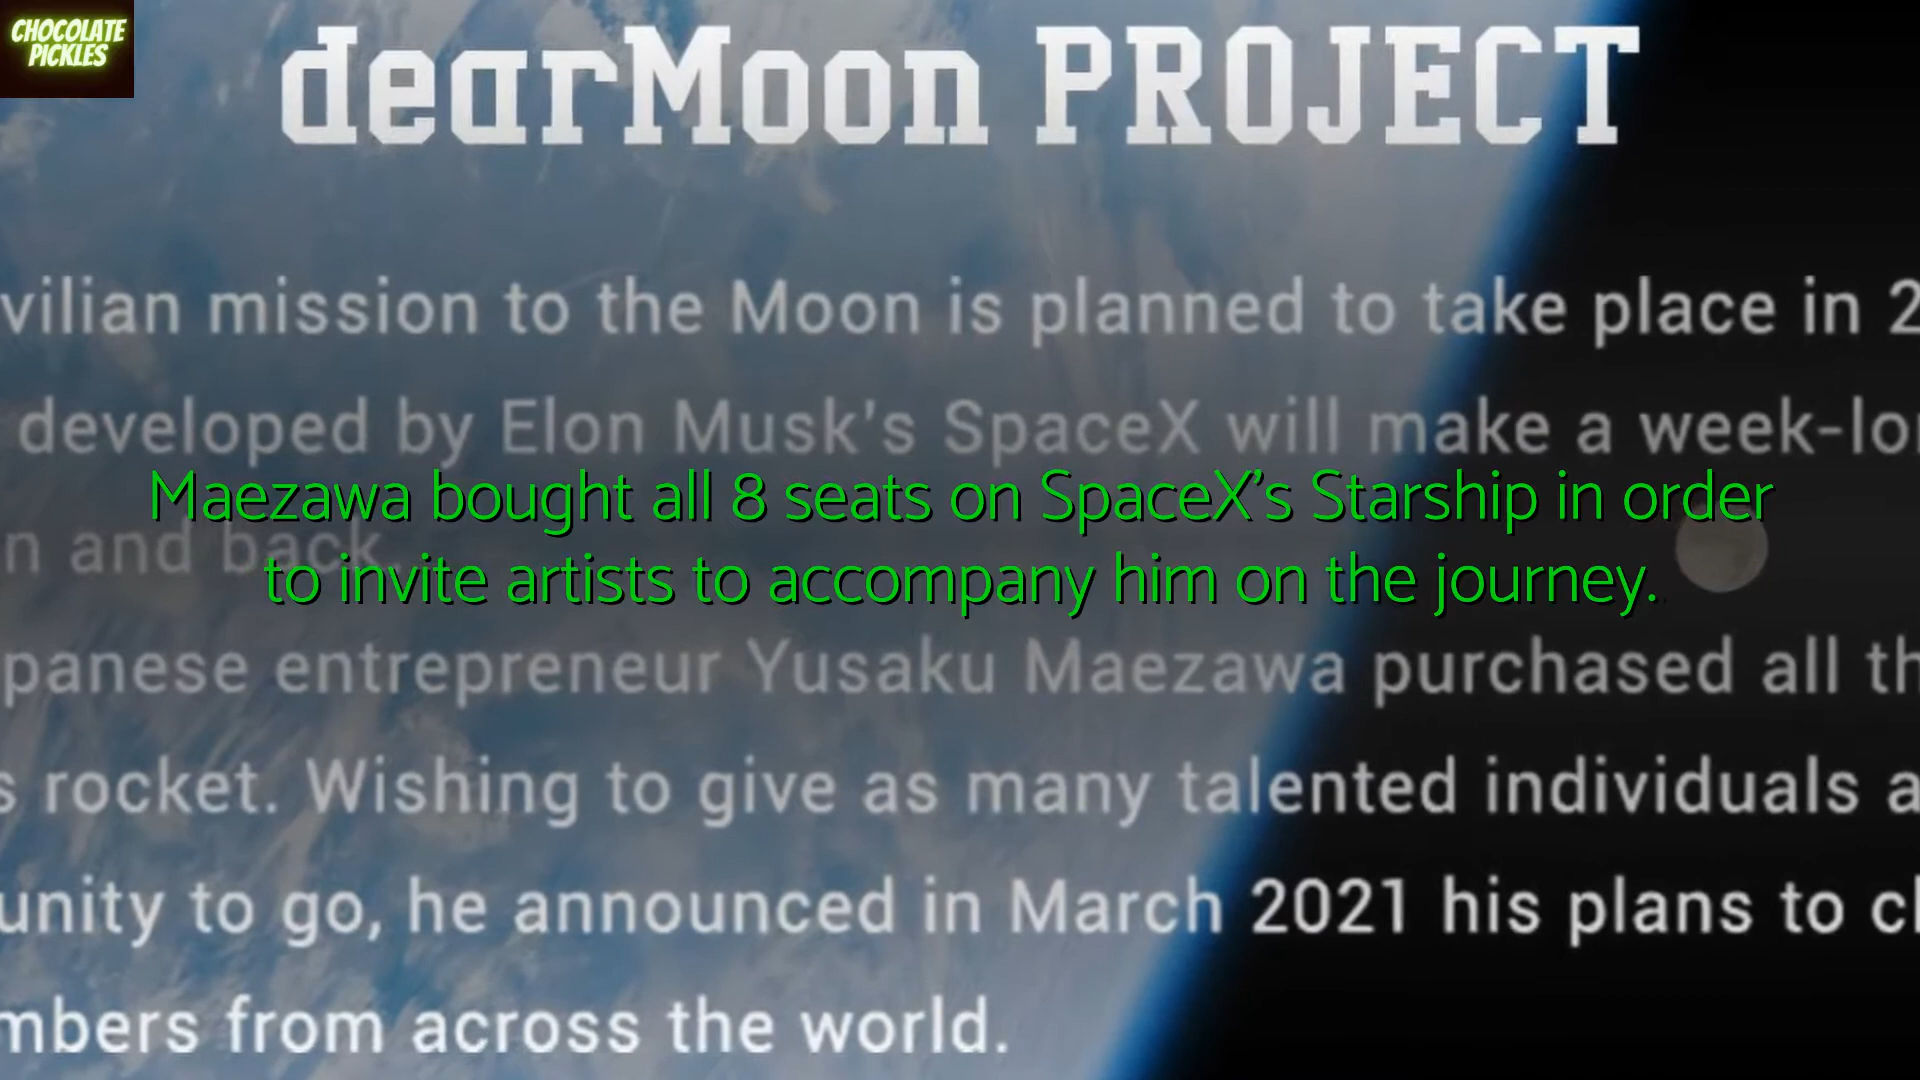 CHOCOLATE
PICKLES
dearMoon PROJECT
vilian mission to the Moon is planned to take place in 2
developed by Elon Musk's SpaceX will make a week-lo
Maezawa bought all 8 seats on SpaceX's Starship in order
n and back.
to invite artists to accompany him on the journey.
panese entrepreneur Yusaku Maezawa purchased all th
s rocket. Wishing to give as many talented individuals a
unity to go, he announced in March 2021 his plans to c
mbers from across the world.